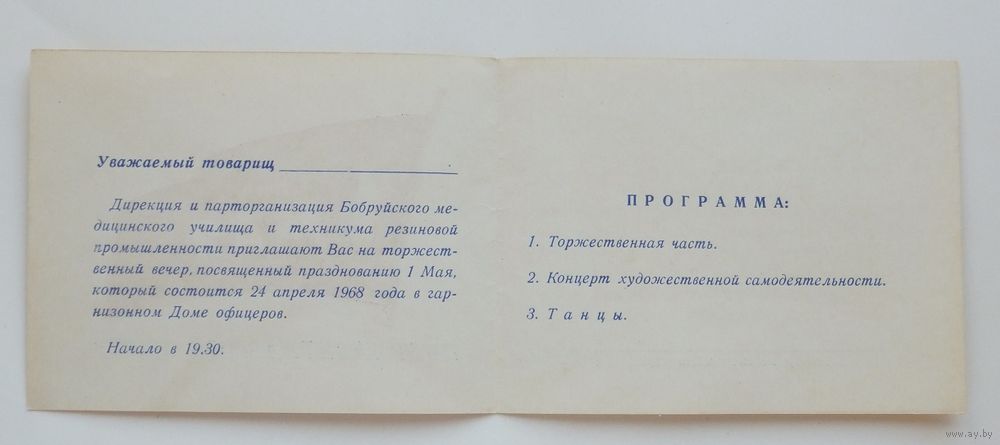 Уважаемый товарищ
Дирекция и парторганизация Бобруйского ме-
дицинского училища и техникума резиновой
промышленности приглашают Вас на торжест-
венный вечер, посвященный празднованию 1 Мая,
который состоится 24 апреля 1968 года в гар-
низонном Доме офицеров.
Начало в 19.30.
ПРОГРАММА:
1. Торжественная часть.
2. Концерт художественной самодеятельности.
3. Танцы.
www.ay.by